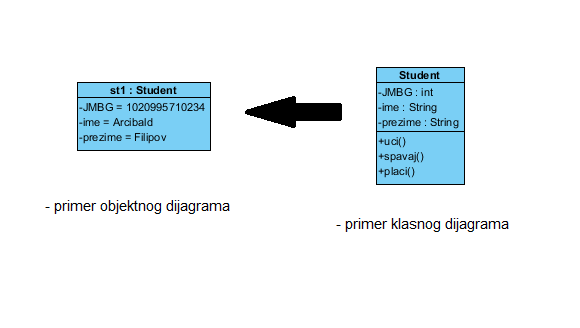 st1 : Student
-JMBG = 1020995710234
-ime = Arcibald
-prezime = Filipov
- primer objektnog dijagrama
Student
-JMBG : int
-ime : String
-prezime : String
+uci()
+spavaj()
+placi()
- primer klasnog dijagrama